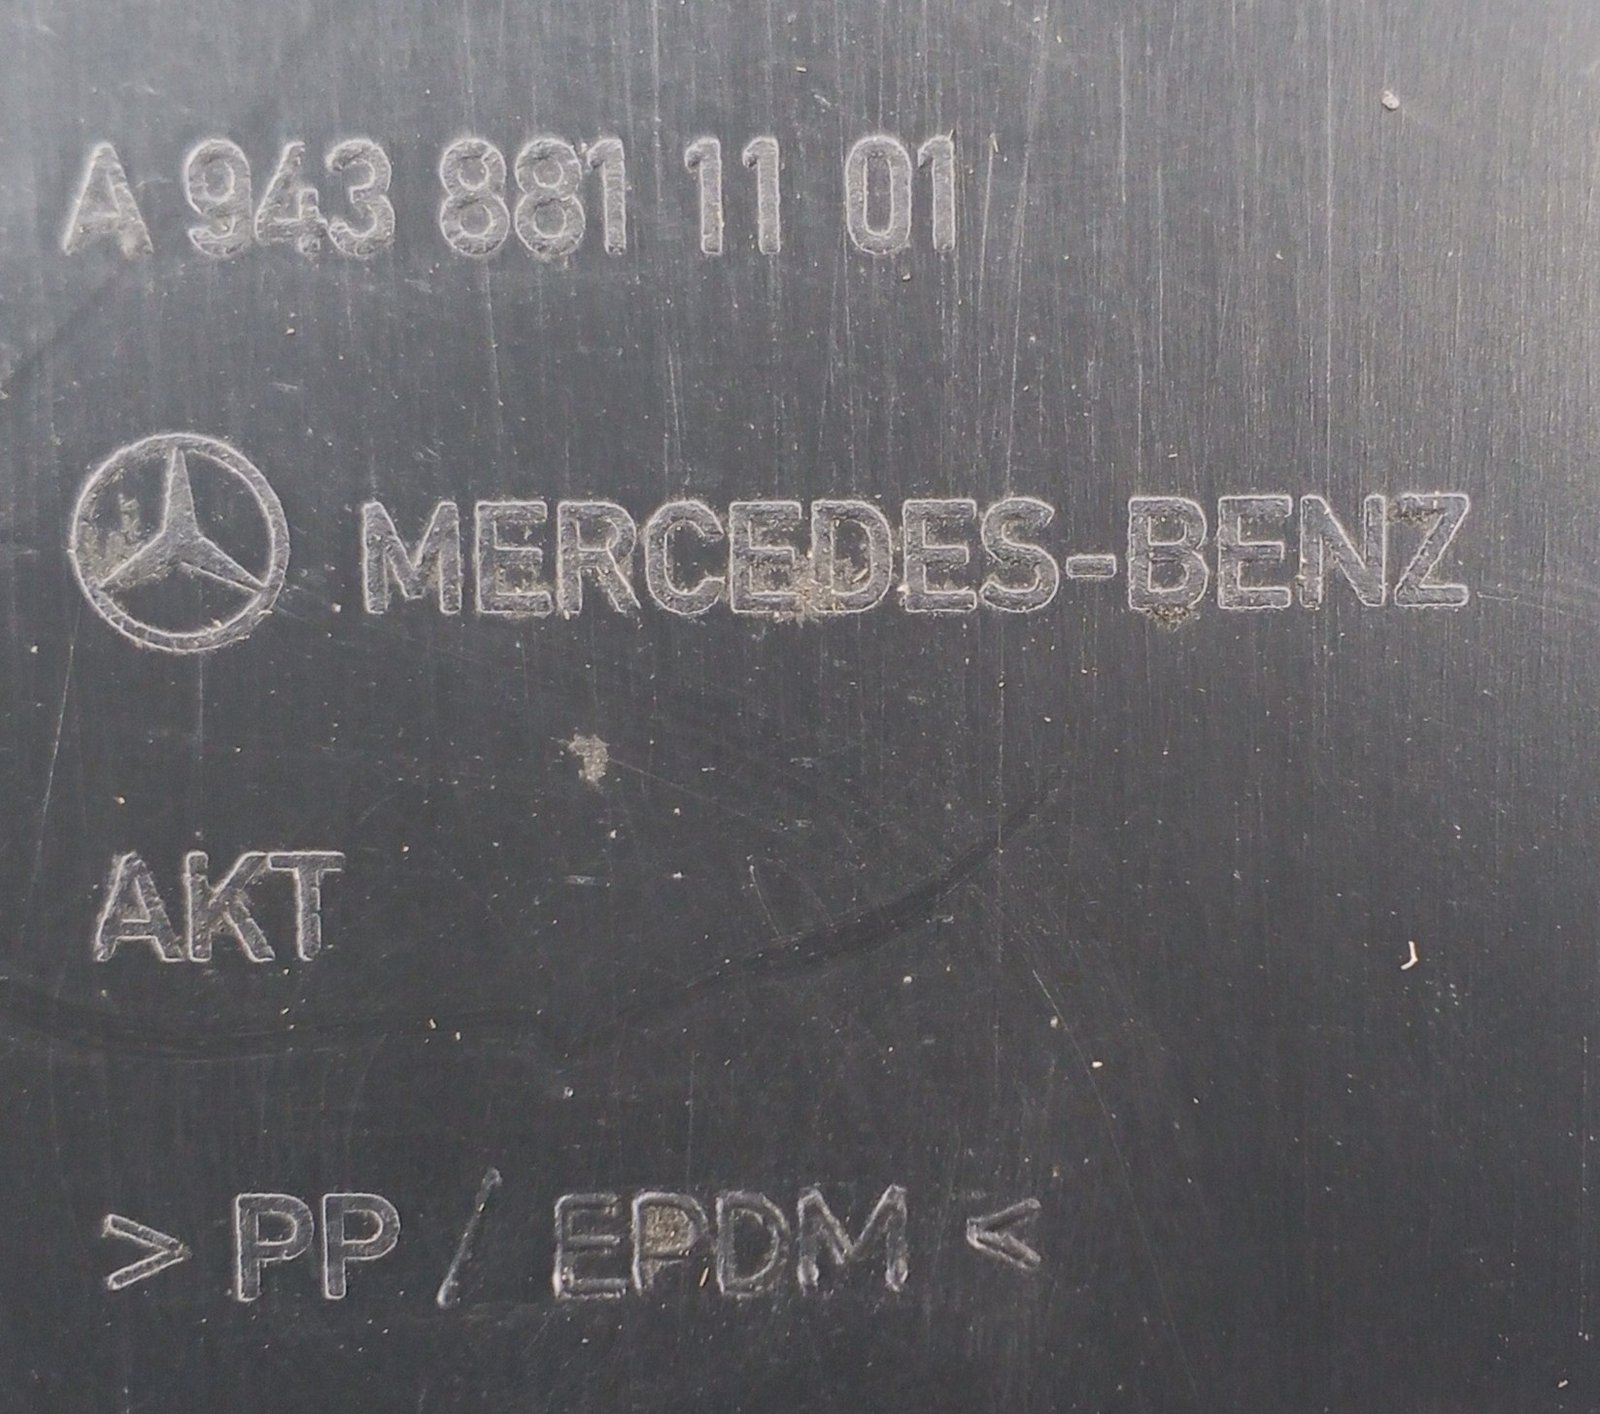 A 943 881 11 01
MERCEDES-BENZ
AKT
> PP / EPDM <